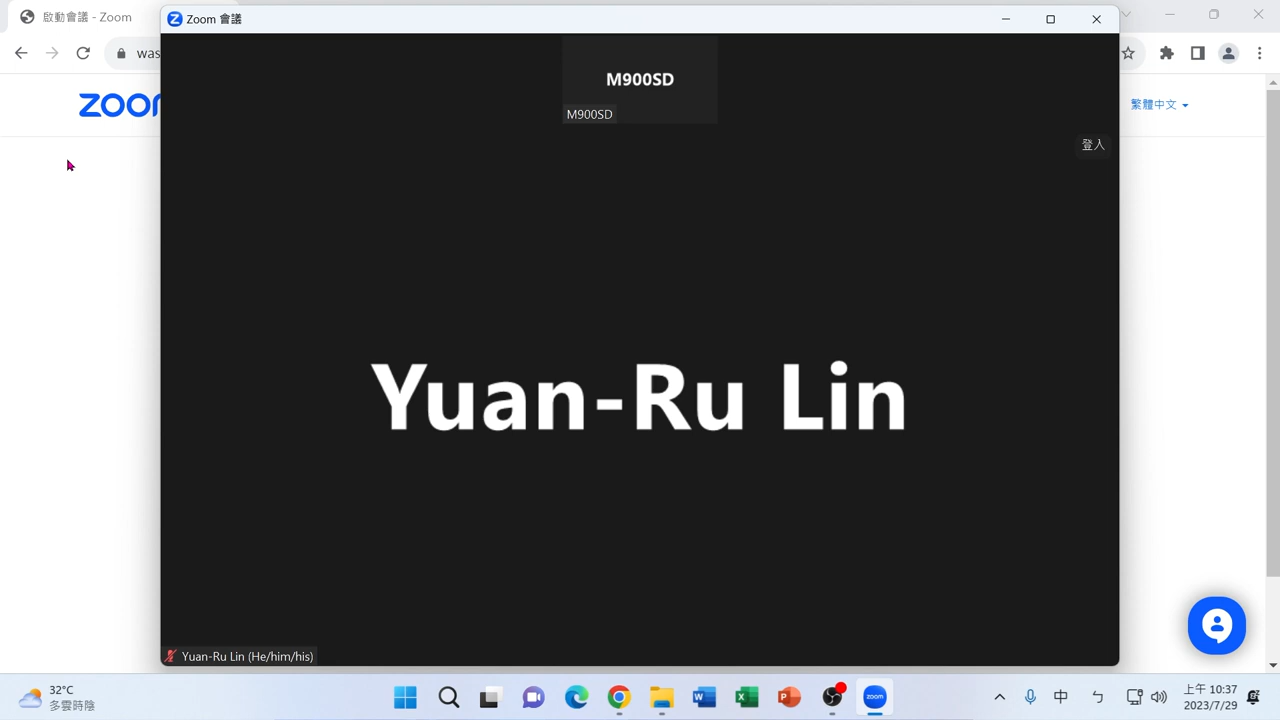 啟動會議 - Zoom
Zoom 會議
was
zoom
繁體中文
M900SD
M900SD
登入
Yuan-Ru Lin
Yuan-Ru Lin (He/him/his)
32°C
多雲時陰
zoom
中
上午 10:37
2023/7/29